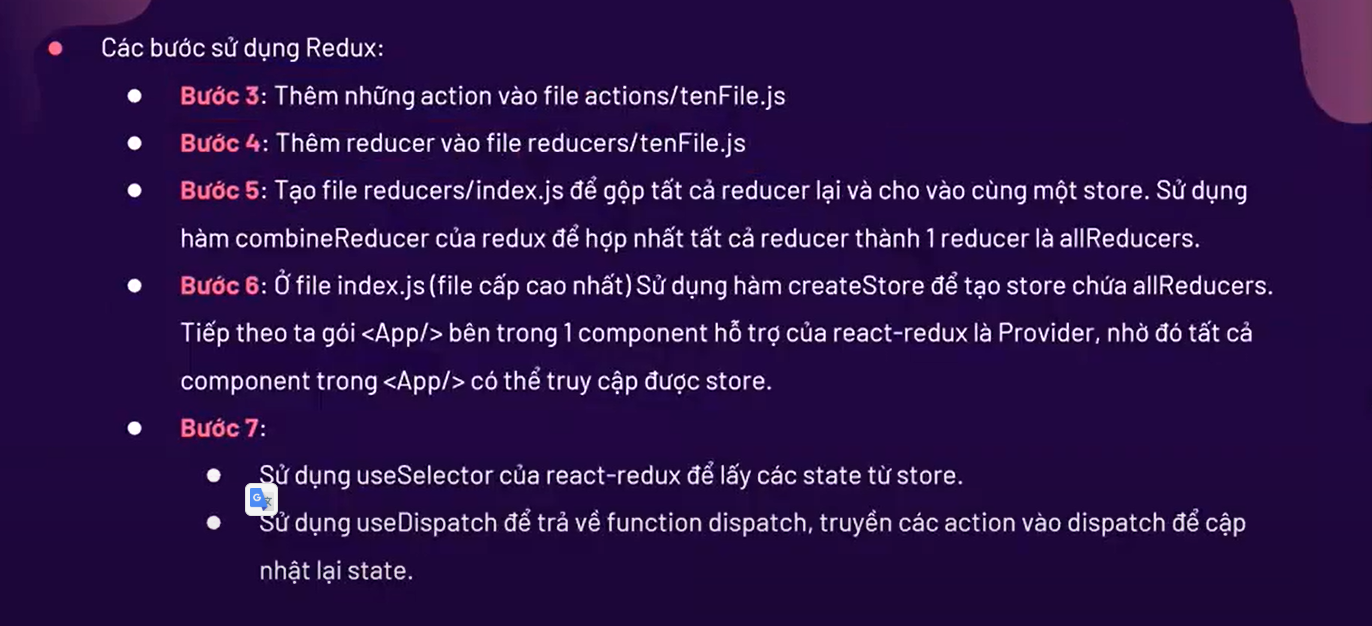 Các bước sử dụng Redux:
Bước 3: Thêm những action vào file actions/tenFile.js
Bước 4: Thêm reducer vào file reducers/tenFile.js
Bước 5: Tạo file reducers/index.js để gộp tất cả reducer lại và cho vào cùng một store. Sử dụng
hàm combineReducer của redux để hợp nhất tất cả reducer thành 1 reducer là allReducers.
Bước 6: Ở file index.js (file cấp cao nhất) Sử dụng hàm createStore để tạo store chứa allReducers.
Tiếp theo ta gói <App/> bên trong 1 component hỗ trợ của react-redux là Provider, nhờ đó tất cả
component trong <App/> có thể truy cập được store.
Bước 7:
Sử dụng useSelector của react-redux để lấy các state từ store.
Sử dụng useDispatch để trả về function dispatch, truyền các action vào dispatch để cập
nhật lại state.